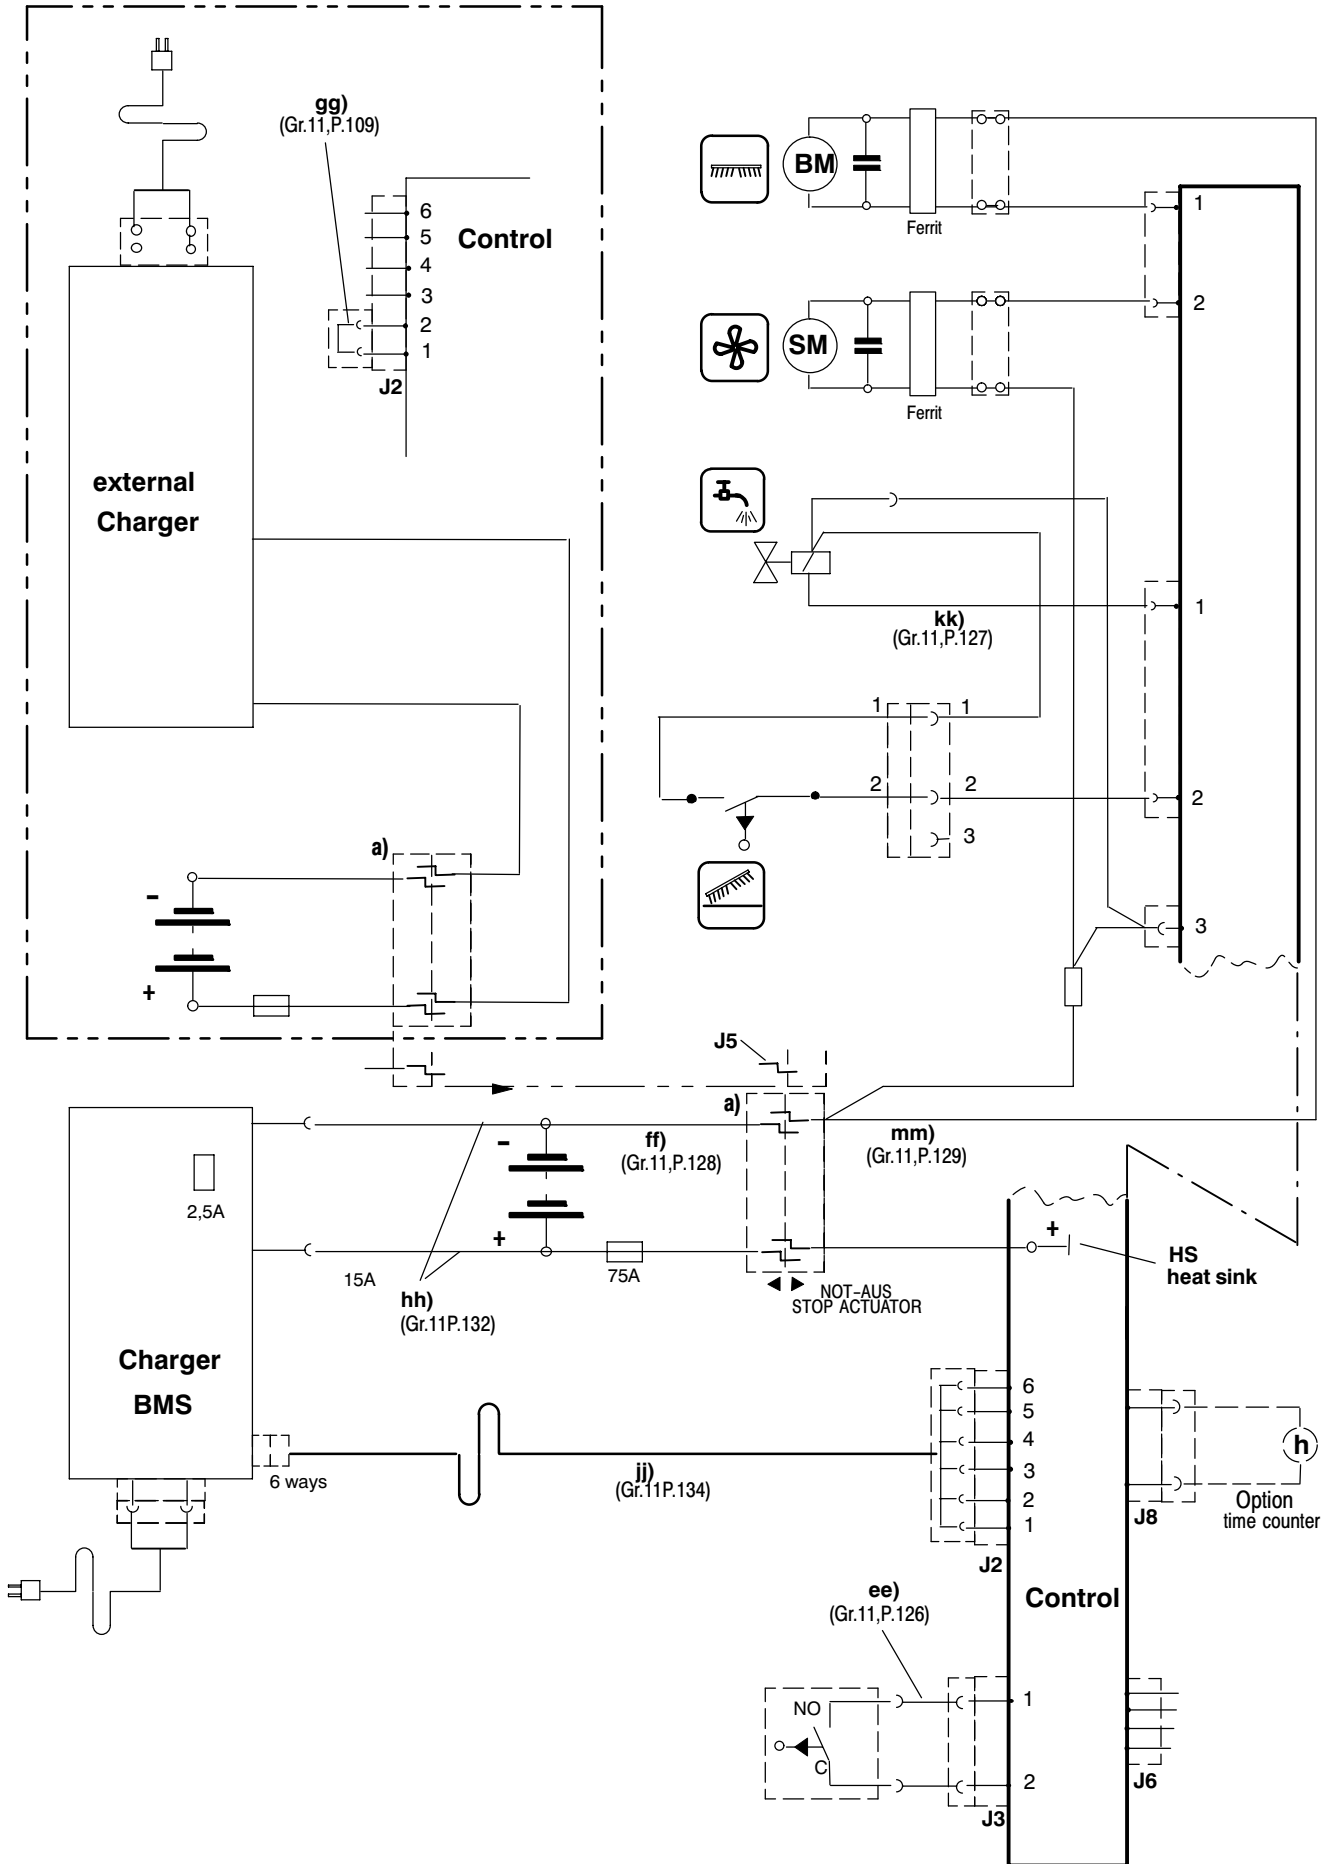 gg)
(Gr.11,P.109)
6
5
4
3
2
1
Control
J2
external
Charger
a)
-
+
BM
Ferrit
1
2
SM
Ferrit
kk)
(Gr.11,P.127)
1
1
1
2
2
2
3
3
J5
a)
ff)
(Gr.11,P.128)
mm)
(Gr.11,P.129)
-
+
2,5A
15A
75A
hh)
(Gr.11P.132)
NOT-AUS
STOP ACTUATOR
+
HS
heat sink
Charger
BMS
6 ways
jj)
(Gr.11P.134)
6
5
4
3
2
1
J2
h
Option
time counter
J8
Control
ee)
(Gr.11,P.126)
NO
C
1
2
J3
J6